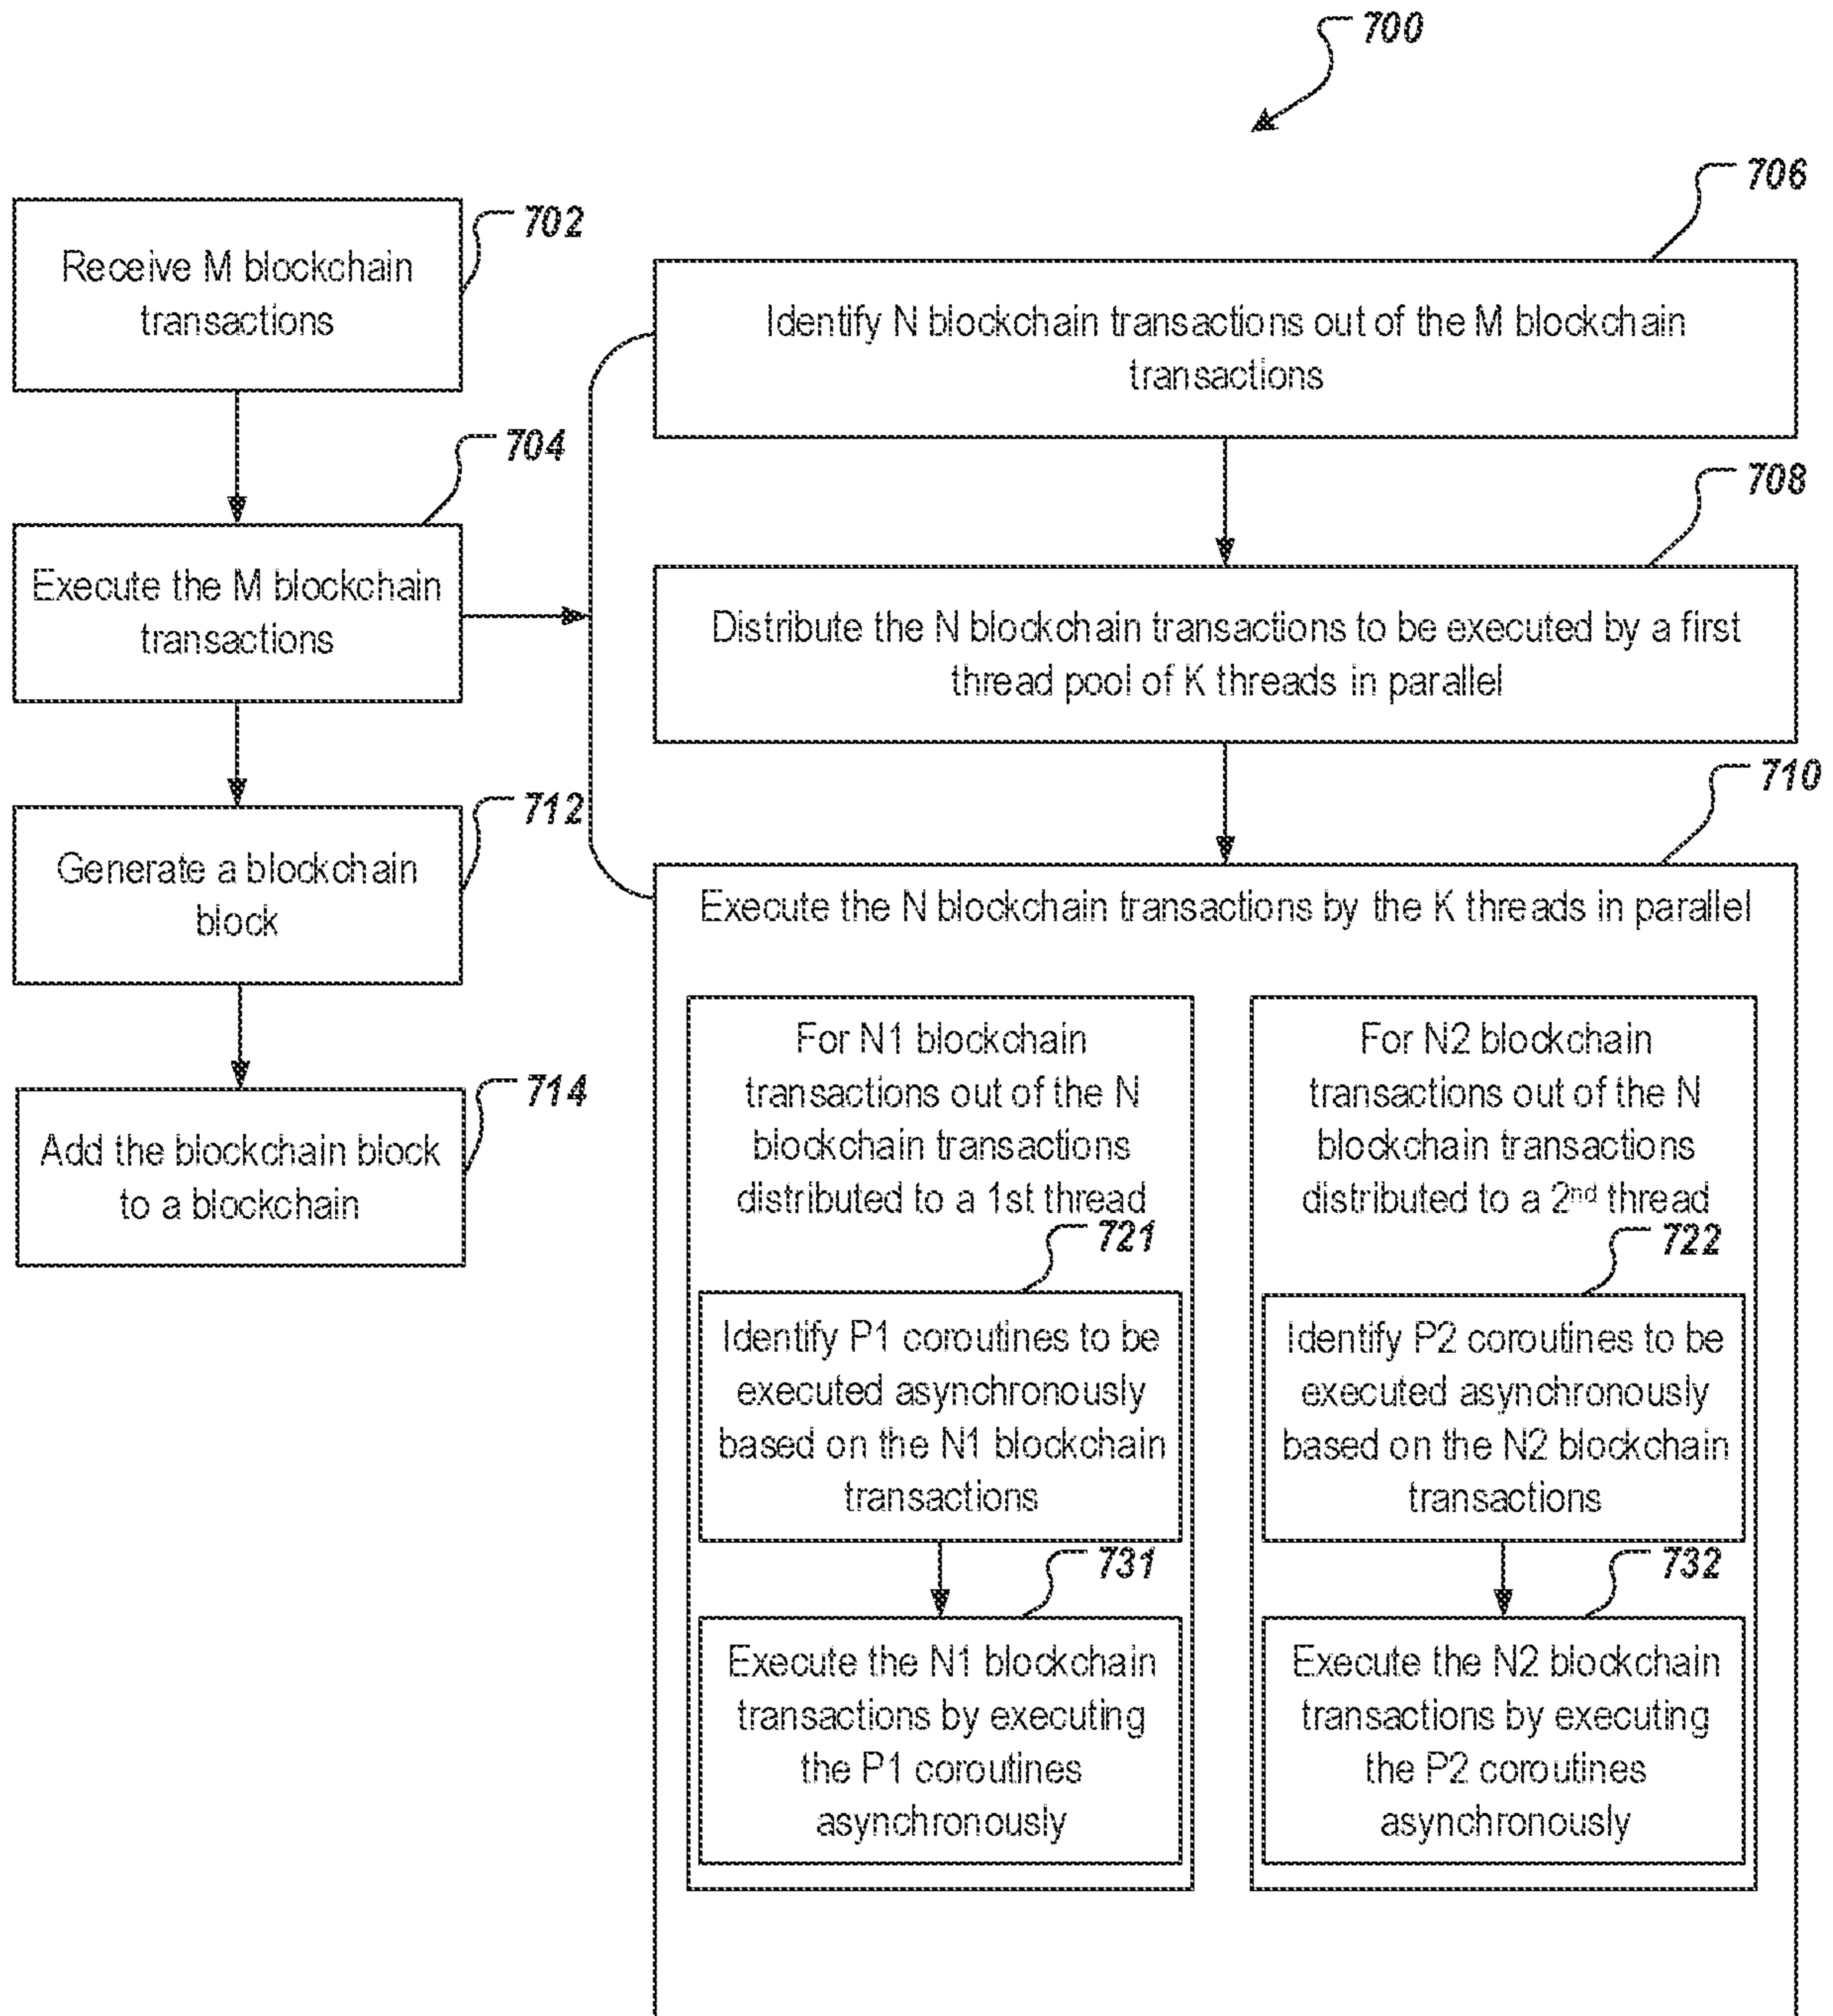 700
702
Receive M blockchain
transactions
704
Execute the M blockchain
transactions
712
Generate a blockchain
block
714
Add the blockchain block
to a blockchain
706
Identify N blockchain transactions out of the M blockchain
transactions
708
Distribute the N blockchain transactions to be executed by a first
thread pool of K threads in parallel
710
Execute the N blockchain transactions by the K threads in parallel
For N1 blockchain
transactions out of the N
blockchain transactions
distributed to a 1st thread
721
Identify P1 coroutines to be
executed asynchronously
based on the N1 blockchain
transactions
731
Execute the N1 blockchain
transactions by executing
the P1 coroutines
asynchronously
For N2 blockchain
transactions out of the N
blockchain transactions
distributed to a 2nd thread
722
Identify P2 coroutines to be
executed asynchronously
based on the N2 blockchain
transactions
732
Execute the N2 blockchain
transactions by executing
the P2 coroutines
asynchronously